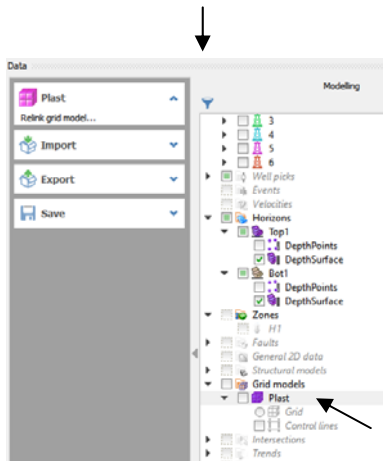 Data
Plast
Relink grid model...
Import
Export
Save
Modelling
3
4
5
6
Well picks
Events
Velocities
Horizons
Top1
DepthPoints
DepthSurface
Bot1
DepthPoints
DepthSurface
Zones
H1
Faults
General 2D data
Structural models
Grid models
Plast
Grid
Control lines
Intersections
Trends